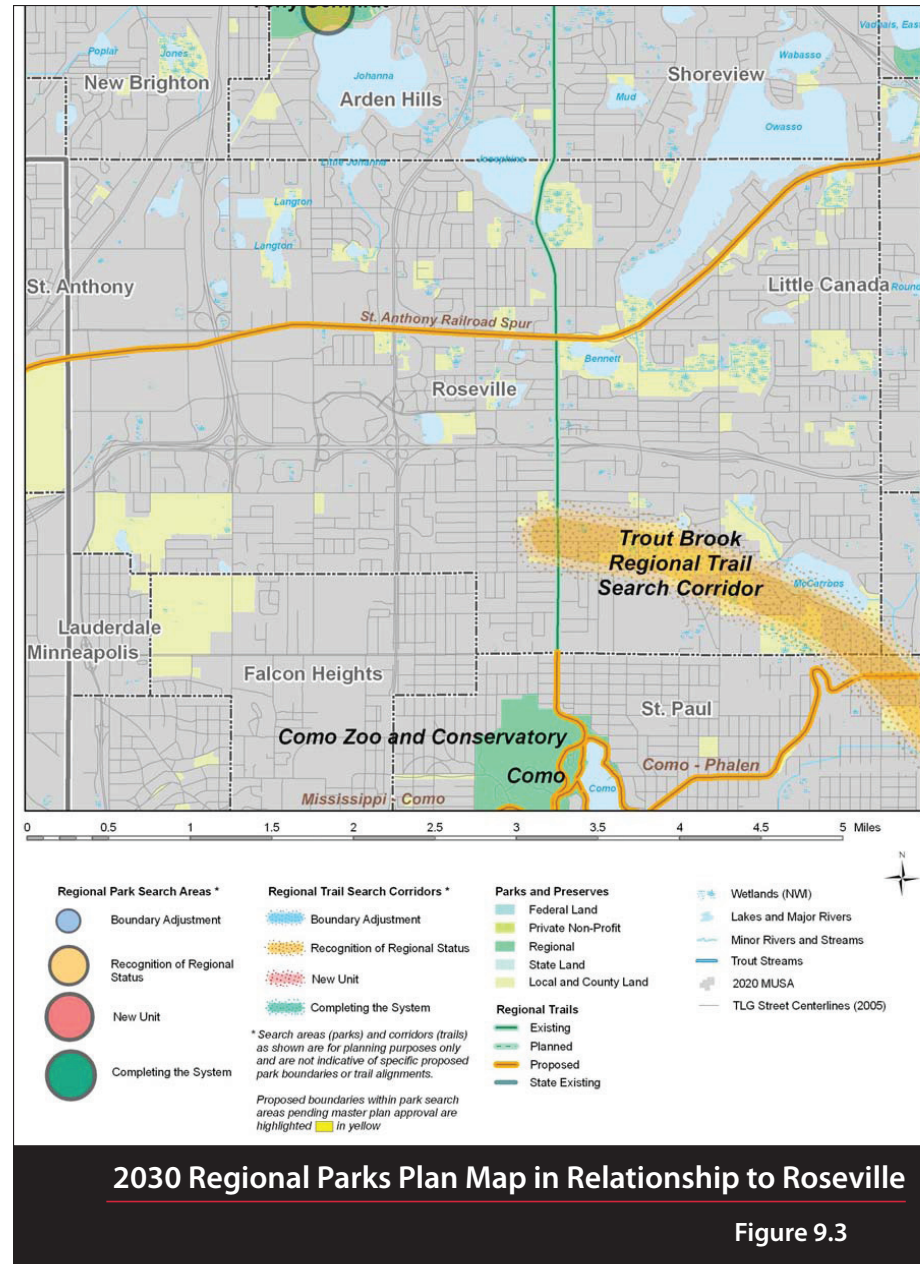 Vadnais, East
Poplar
Jones
New Brighton
Johanna
Arden Hills
Shoreview
Wabasso
Mud
Owasso
Little Johanna
Josephine
Langton
Langton
St. Anthony
Little Canada
Round
St. Anthony Railroad Spur
Bennett
Roseville
Trout Brook
Regional Trail
Search Corridor
McCarrons
Lauderdale
Minneapolis
Falcon Heights
St. Paul
Como Zoo and Conservatory
Como
Como - Phalen
Como
Mississippi - Como
0 0.5 1 1.5 2 2.5 3 3.5 4 4.5 5 Miles
N
Regional Park Search Areas *
Boundary Adjustment
Recognition of Regional
Status
New Unit
Completing the System
Regional Trail Search Corridors *
Boundary Adjustment
Recognition of Regional Status
New Unit
Completing the System
* Search areas (parks) and corridors (trails)
as shown are for planning purposes only
and are not indicative of specific proposed
park boundaries or trail alignments.
Proposed boundaries within park search
areas pending master plan approval are
highlighted in yellow
Parks and Preserves
Federal Land
Private Non-Profit
Regional
State Land
Local and County Land
Regional Trails
Existing
Planned
Proposed
State Existing
Wetlands (NWI)
Lakes and Major Rivers
Minor Rivers and Streams
Trout Streams
2020 MUSA
TLG Street Centerlines (2005)
2030 Regional Parks Plan Map in Relationship to Roseville
Figure 9.3